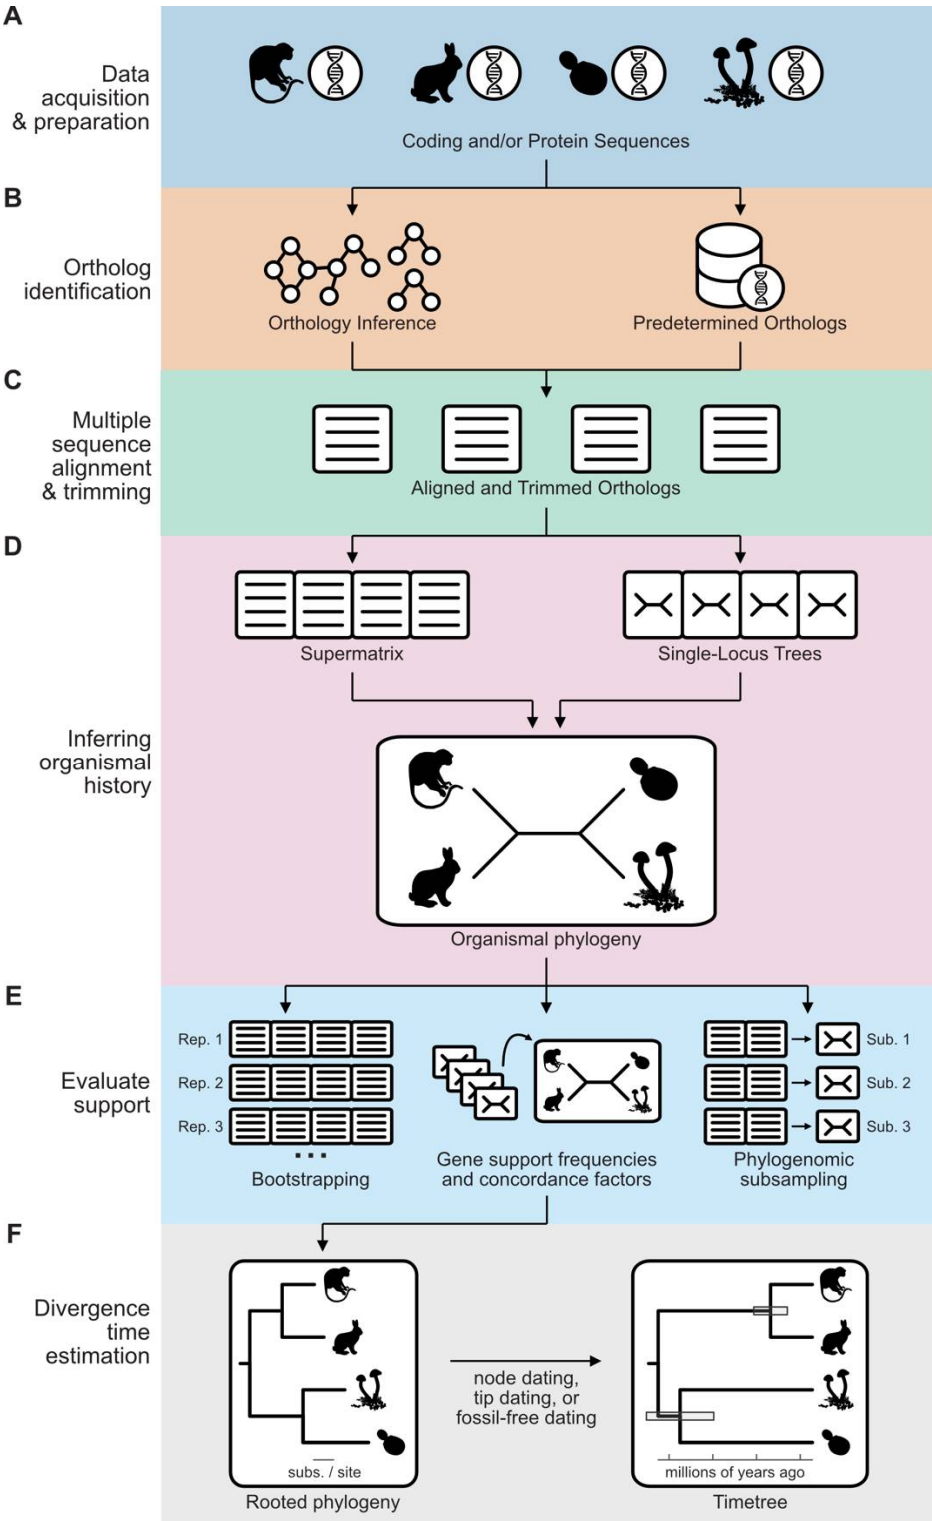 A
Data
acquisition
& preparation
Coding and/or Protein Sequences
B
Ortholog
identification
Orthology Inference
Predetermined Orthologs
C
Multiple
sequence
alignment
& trimming
Aligned and Trimmed Orthologs
D
Supermatrix
Single-Locus Trees
Inferring
organismal
history
Organismal phylogeny
E
Evaluate
support
Rep. 1
Rep. 2
Rep. 3
...
Bootstrapping
Gene support frequencies
and concordance factors
Sub. 1
Sub. 2
Sub. 3
Phylogenomic
subsampling
F
Divergence
time
estimation
subs. / site
Rooted phylogeny
node dating,
tip dating, or
fossil-free dating
millions of years ago
Timetree